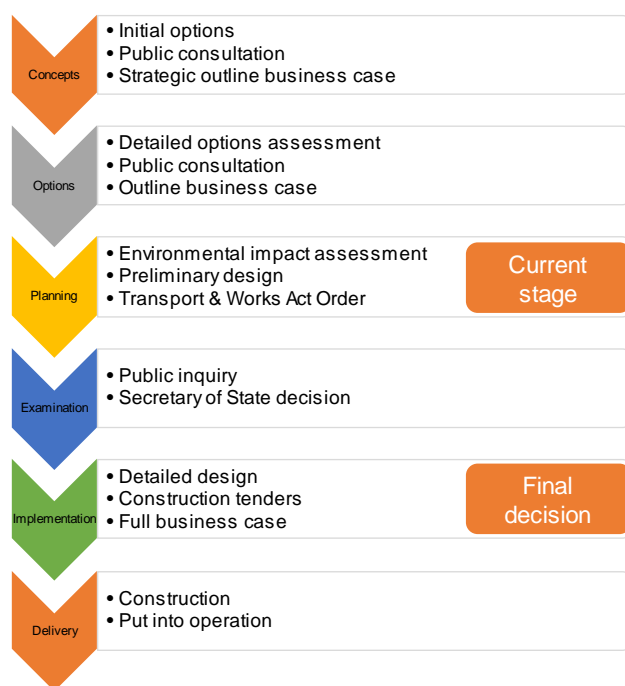 Concepts
• Initial options
• Public consultation
• Strategic outline business case
Options
• Detailed options assessment
• Public consultation
• Outline business case
Planning
• Environmental impact assessment
• Preliminary design
• Transport & Works Act Order
Current
stage
Examination
• Public inquiry
• Secretary of State decision
Implementation
• Detailed design
• Construction tenders
• Full business case
Final
decision
Delivery
• Construction
• Put into operation